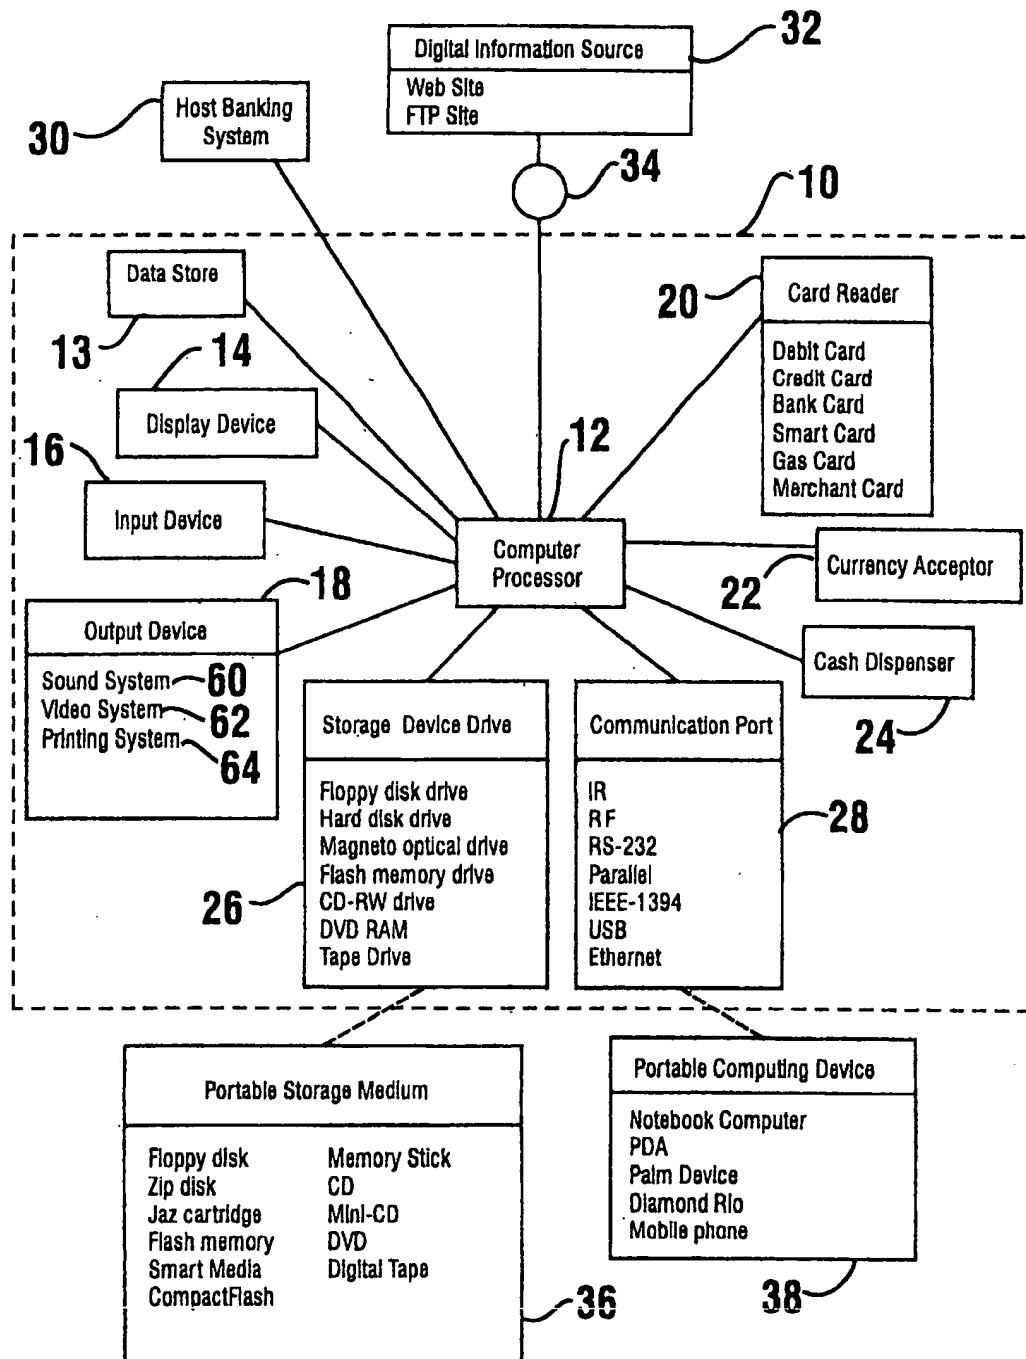 Digital Information Source
32
Web Site
FTP Site
Host Banking
System
30
34
10
Data Store
13
14
Display Device
16
Input Device
12
Computer
Processor
20
Card Reader
Debit Card
Credit Card
Bank Card
Smart Card
Gas Card
Merchant Card
22
Currency Acceptor
Cash Dispenser
24
18
Output Device
Sound System 60
Video System 62
Printing System 64
Storage Device Drive
Floppy disk drive
Hard disk drive
Magneto optical drive
Flash memory drive
CD-RW drive
DVD RAM
Tape Drive
26
Communication Port
IR
RF
RS-232
Parallel
IEEE-1394
USB
Ethernet
28
Portable Storage Medium
Floppy disk
Zip disk
Jaz cartridge
Flash memory
Smart Media
CompactFlash
Memory Stick
CD
Mini-CD
DVD
Digital Tape
36
Portable Computing Device
Notebook Computer
PDA
Palm Device
Diamond Rio
Mobile phone
38